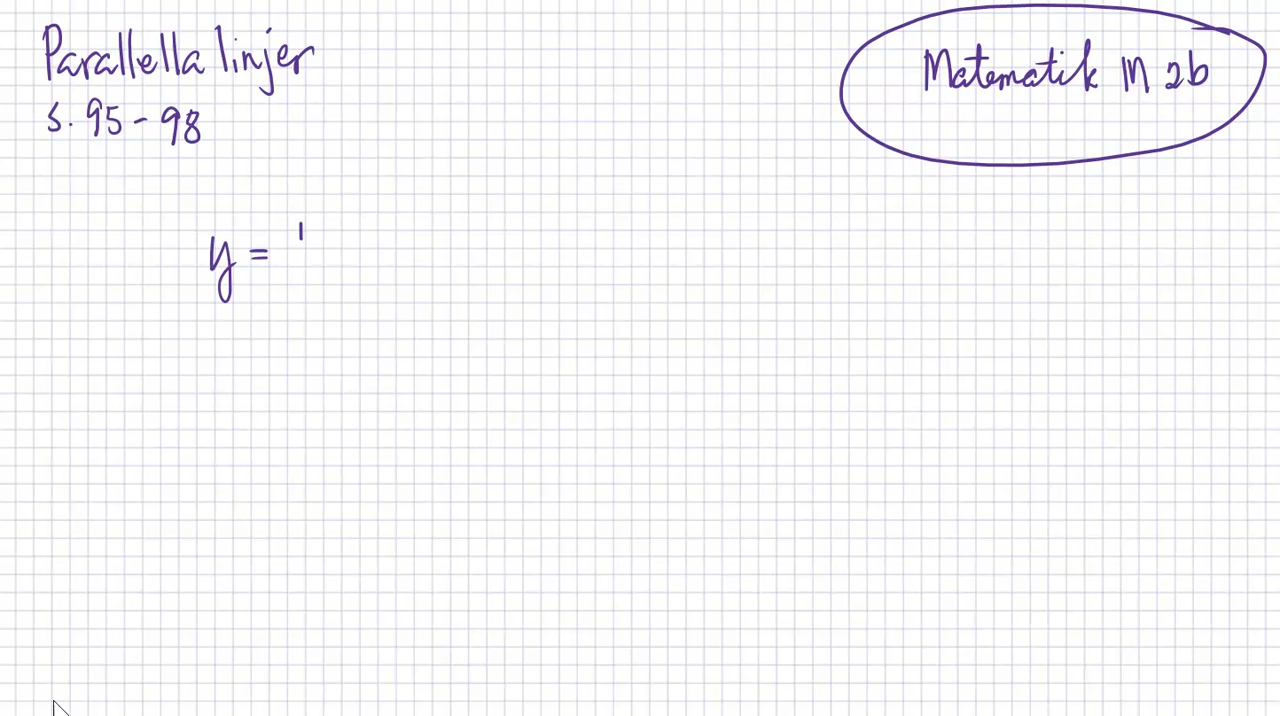 Parallella linjer
s. 95 - 98
Matematik M 2b
y =